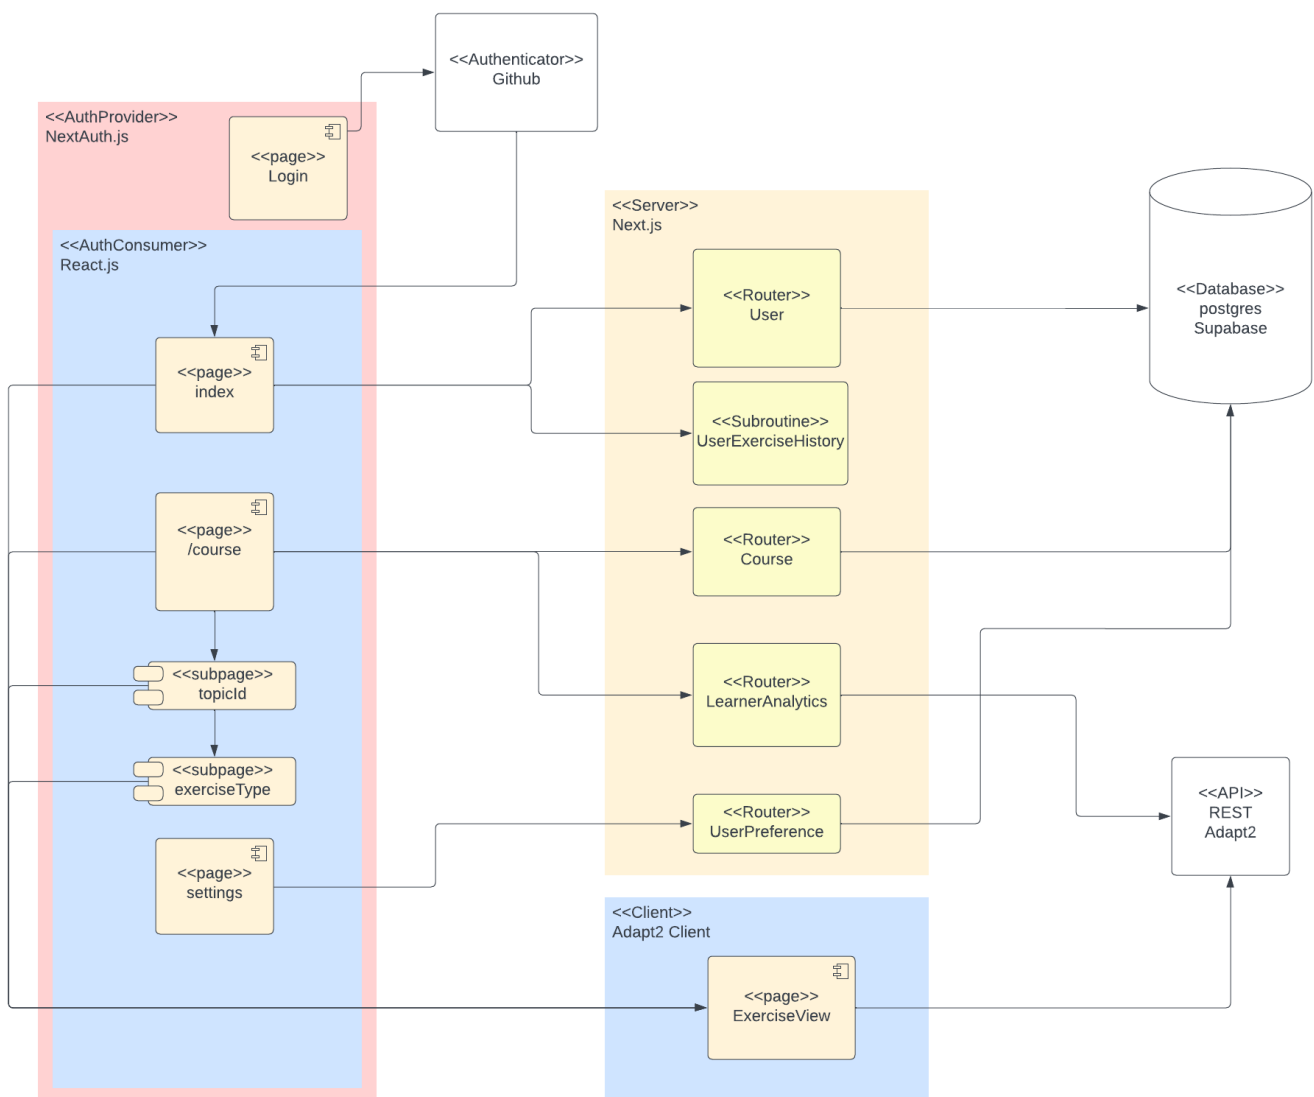 <<Authenticator>>
Github
<<AuthProvider>>
NextAuth.js
<<page>>
Login
<<AuthConsumer>>
React.js
<<page>>
index
<<page>>
/course
<<subpage>>
topicId
<<subpage>>
exerciseType
<<page>>
settings
<<Server>>
Next.js
<<Router>>
User
<<Subroutine>>
UserExerciseHistory
<<Router>>
Course
<<Router>>
LearnerAnalytics
<<Router>>
UserPreference
<<Client>>
Adapt2 Client
<<page>>
ExerciseView
<<Database>>
postgres
Supabase
<<API>>
REST
Adapt2